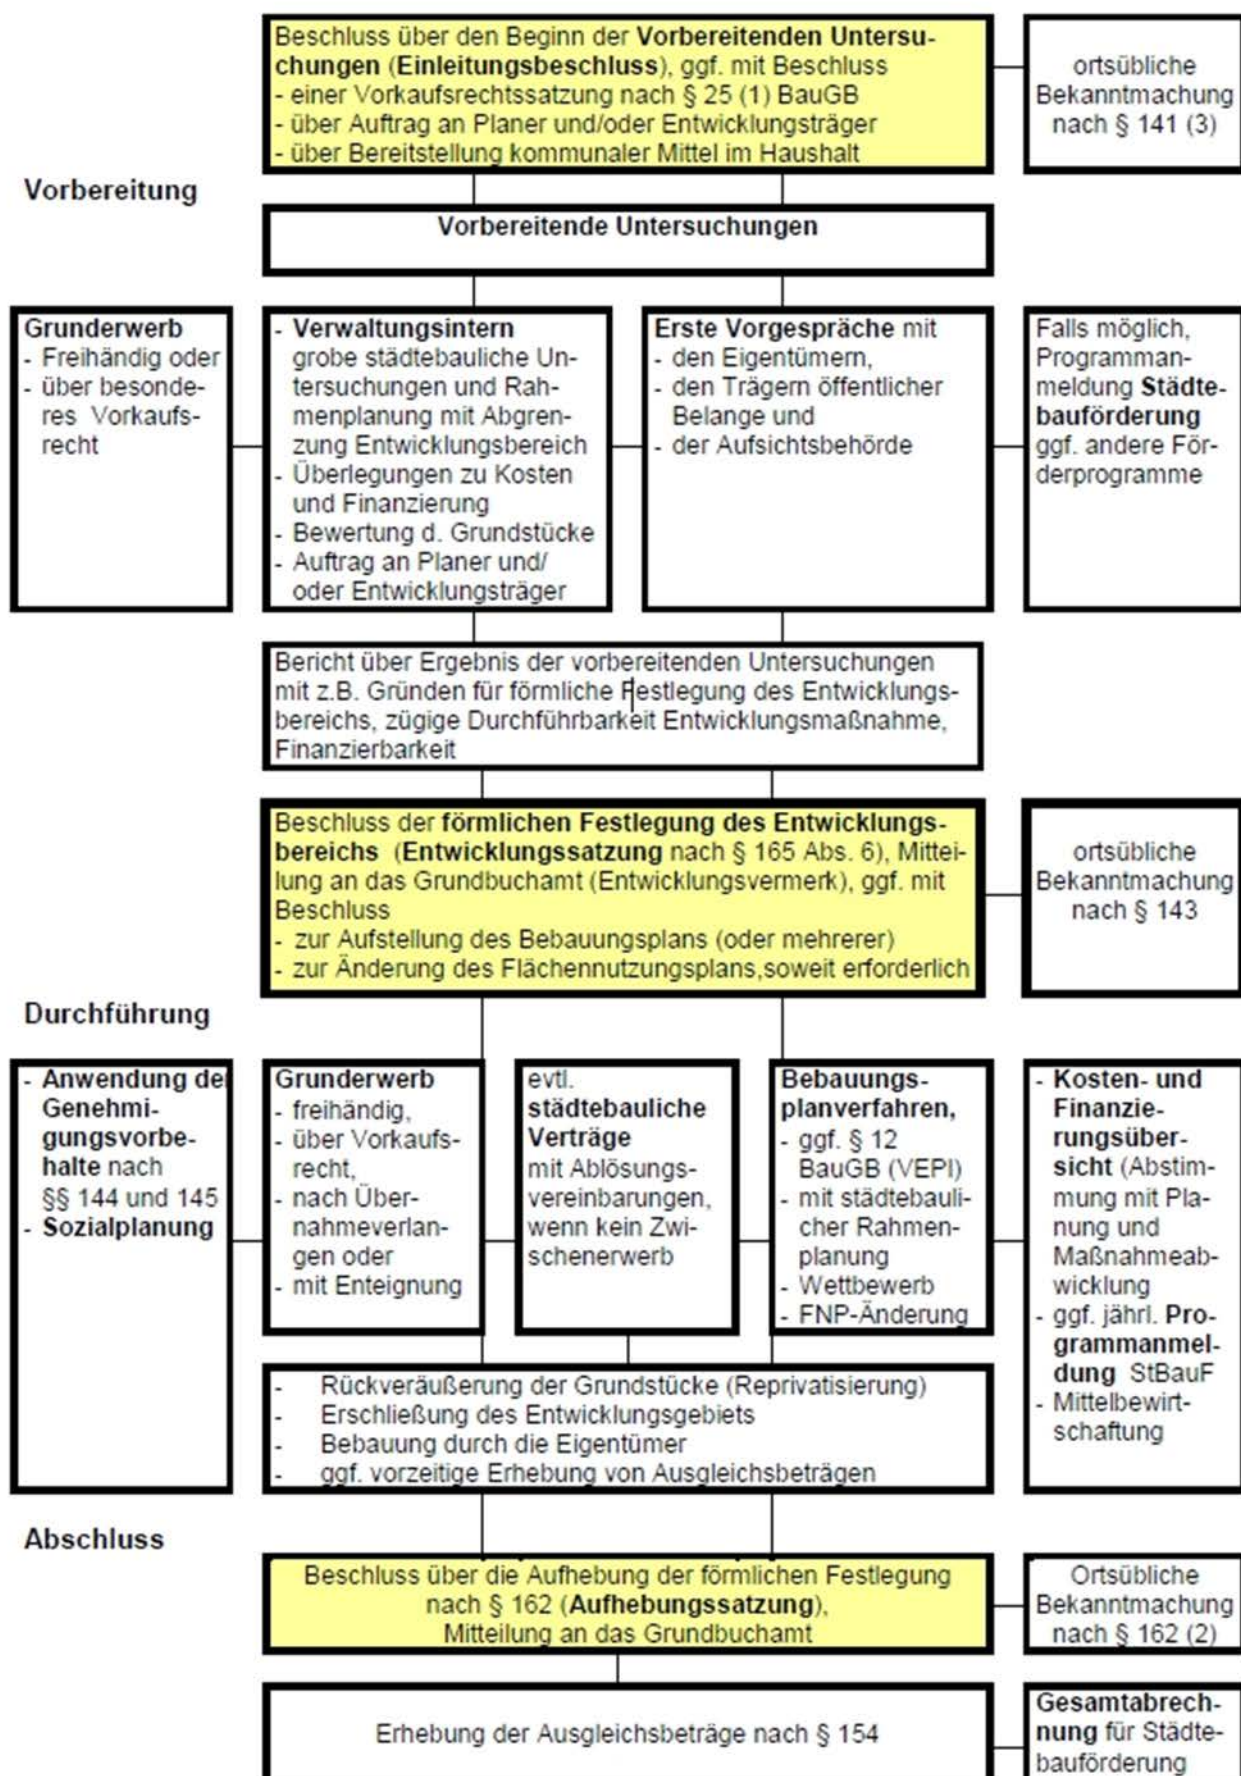 Beschluss über den Beginn der Vorbereitenden Untersu-
chungen (Einleitungsbeschluss), ggf. mit Beschluss
- einer Vorkaufsrechtssatzung nach § 25 (1) BauGB
- über Auftrag an Planer und/oder Entwicklungsträger
- über Bereitstellung kommunaler Mittel im Haushalt
ortsübliche
Bekanntmachung
nach § 141 (3)
Vorbereitung
Vorbereitende Untersuchungen
Grunderwerb
- Freihändig oder
- über besonde-
res Vorkaufs-
recht
- Verwaltungsintern
grobe städtebauliche Un-
tersuchungen und Rah-
menplanung mit Abgren-
zung Entwicklungsbereich
- Überlegungen zu Kosten
und Finanzierung
- Bewertung d. Grundstücke
- Auftrag an Planer und/
oder Entwicklungsträger
Erste Vorgespräche mit
- den Eigentümern,
- den Trägern öffentlicher
Belange und
- der Aufsichtsbehörde
Falls möglich,
Programman-
meldung Städte-
bauförderung
ggf. andere För-
derprogramme
Bericht über Ergebnis der vorbereitenden Untersuchungen
mit z.B. Gründen für förmliche Festlegung des Entwicklungs-
bereichs, zügige Durchführbarkeit Entwicklungsmaßnahme,
Finanzierbarkeit
Beschluss der förmlichen Festlegung des Entwicklungs-
bereichs (Entwicklungssatzung nach § 165 Abs. 6), Mittei-
lung an das Grundbuchamt (Entwicklungsvermerk), ggf. mit
Beschluss
- zur Aufstellung des Bebauungsplans (oder mehrerer)
- zur Änderung des Flächennutzungsplans,soweit erforderlich
ortsübliche
Bekanntmachung
nach § 143
Durchführung
- Anwendung der
Genehmi-
gungsvorbe-
halte nach
§§ 144 und 145
- Sozialplanung
Grunderwerb
- freihändig,
- über Vorkaufs-
recht,
- nach Über-
nahmeverlan-
gen oder
- mit Enteignung
evtl.
städtebauliche
Verträge
mit Ablösungs-
vereinbarungen,
wenn kein Zwi-
schenerwerb
Bebauungs-
planverfahren,
- ggf. § 12
BauGB (VEPl)
- mit städtebauli-
cher Rahmen-
planung
- Wettbewerb
- FNP-Änderung
- Kosten- und
Finanzie-
rungsüber-
sicht (Abstim-
mung mit Pla-
nung und
Maßnahmeab-
wicklung
- ggf. jährl. Pro-
grammanmel-
dung StBauF
- Mittelbewirt-
schaftung
- Rückveräußerung der Grundstücke (Reprivatisierung)
- Erschließung des Entwicklungsgebiets
- Bebauung durch die Eigentümer
- ggf. vorzeitige Erhebung von Ausgleichsbeträgen
Abschluss
Beschluss über die Aufhebung der förmlichen Festlegung
nach § 162 (Aufhebungssatzung),
Mitteilung an das Grundbuchamt
Ortsübliche
Bekanntmachung
nach § 162 (2)
Erhebung der Ausgleichsbeträge nach § 154
Gesamtabrech-
nung für Städte-
bauförderung